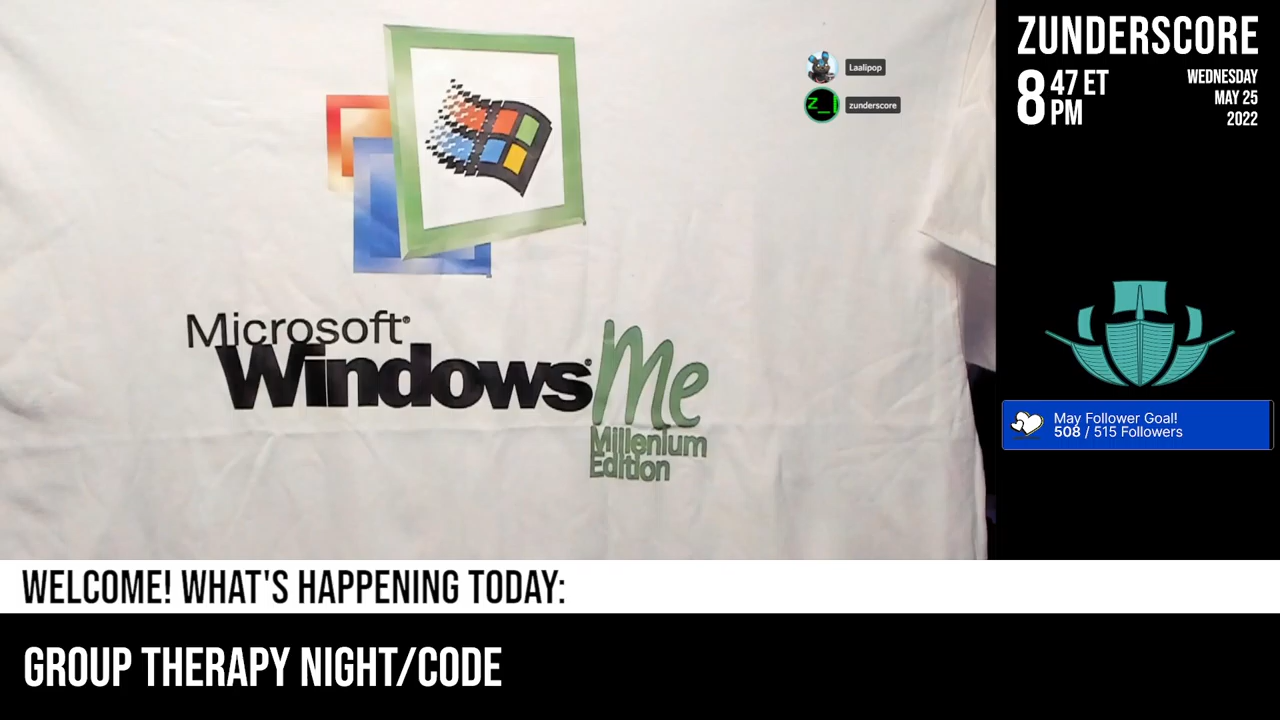 Microsoft®
Windows® Me
Millenium
Edition
Laalipop
z_
zunderscore
ZUNDERSCORE
8 47 ET
PM
WEDNESDAY
MAY 25
2022
May Follower Goal!
508 / 515 Followers
WELCOME! WHAT'S HAPPENING TODAY:
GROUP THERAPY NIGHT/CODE